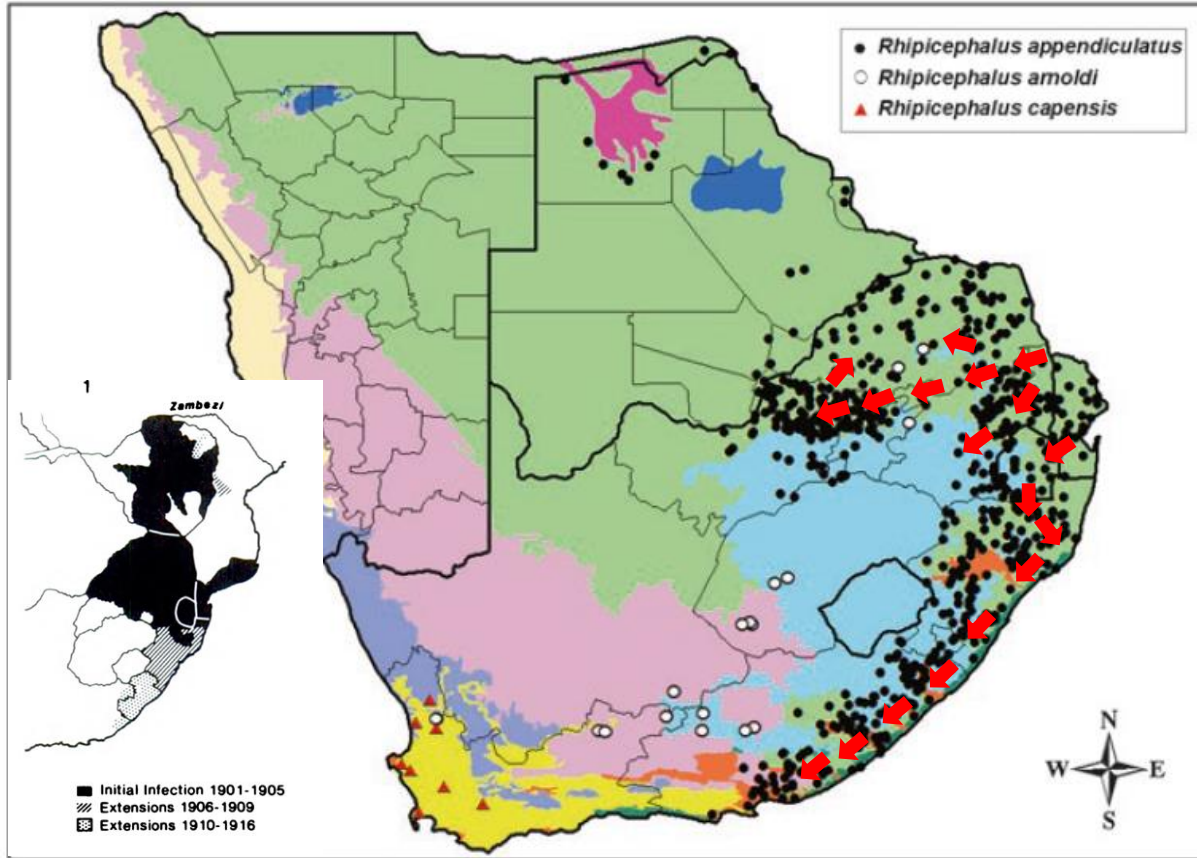 Rhipicephalus appendiculatus
Rhipicephalus arnoldi
Rhipicephalus capensis
1
Zambezi
Initial Infection 1901-1905
Extensions 1906-1909
Extensions 1910-1916
N
W E
S